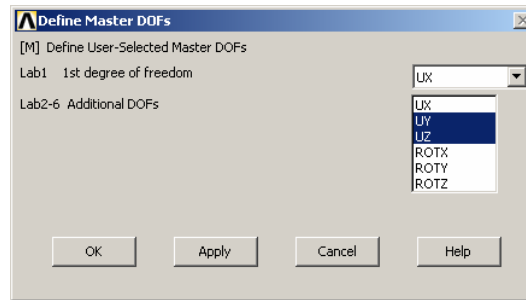 Define Master DOFs
[M] Define User-Selected Master DOFs
Lab1 1st degree of freedom UX
Lab2-6 Additional DOFs UX
UY
UZ
ROTX
ROTY
ROTZ
OK Apply Cancel Help